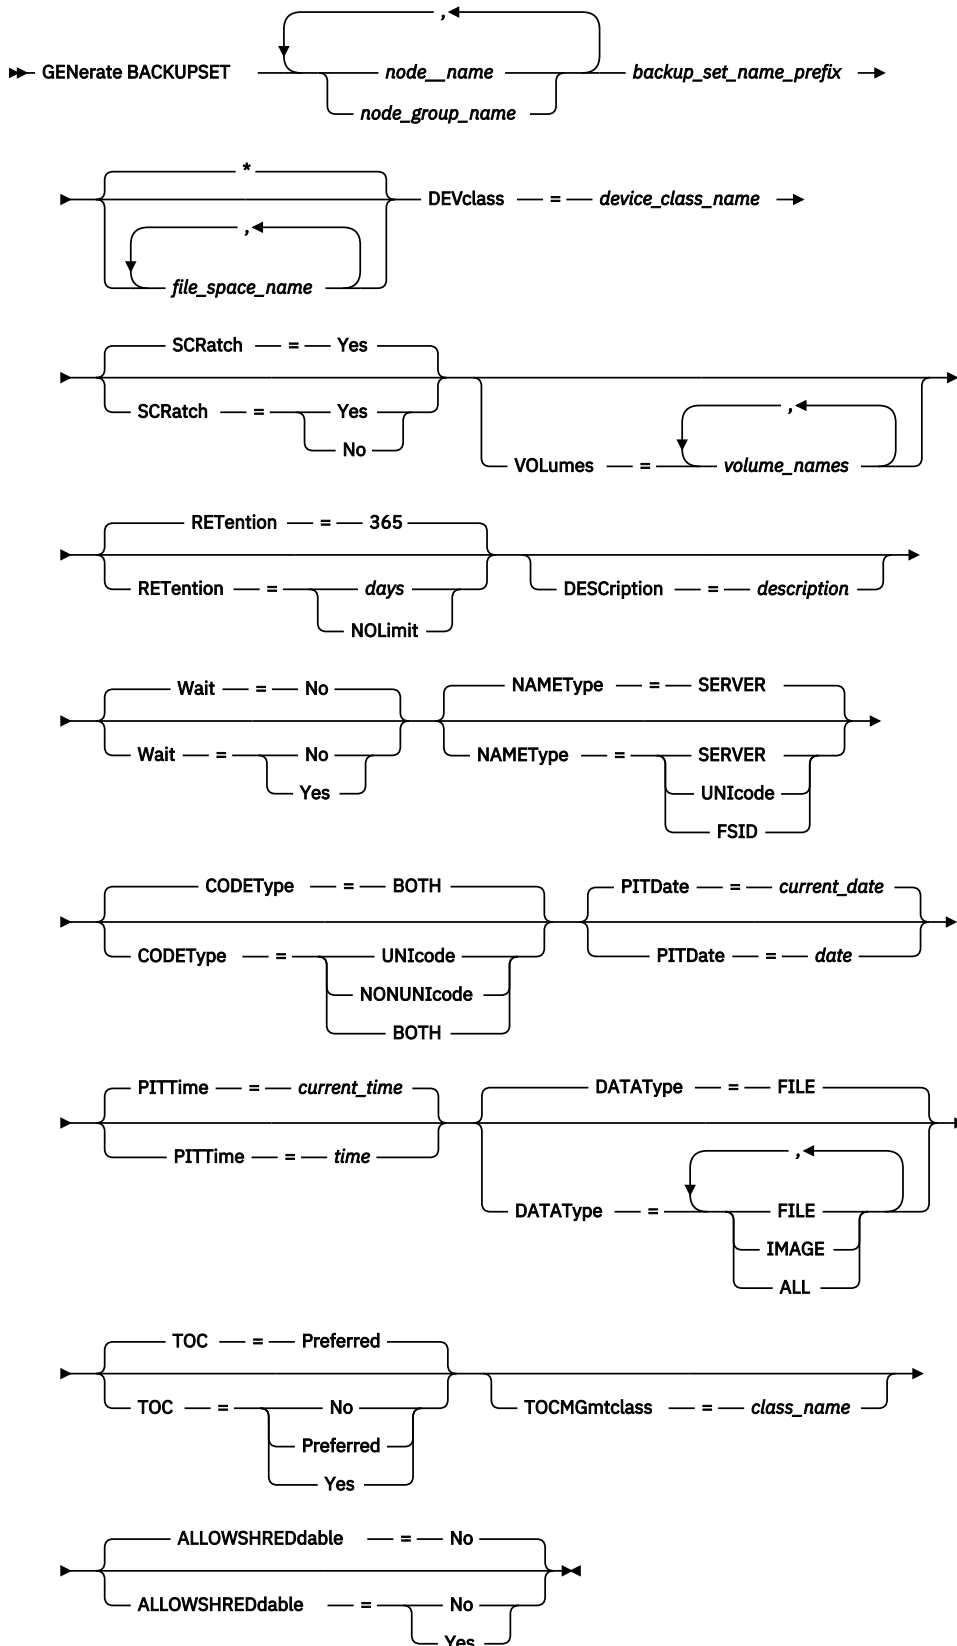 ,
GENerate BACKUPSET node__name backup_set_name_prefix
node_group_name
*
DEVclass = device_class_name
,
file_space_name
SCRatch = Yes
SCRatch = Yes
No
,
VOLumes = volume_names
RETention = 365
RETention = days
NOLimit
DESCription = description
Wait = No
Wait = No
Yes
NAMEType = SERVER
NAMEType = SERVER
UNIcode
FSID
CODEType = BOTH
CODEType = UNIcode
NONUNIcode
BOTH
PITDate = current_date
PITDate = date
PITTime = current_time
PITTime = time
DATAType = FILE
,
DATAType = FILE
IMAGE
ALL
TOC = Preferred
TOC = No
Preferred
Yes
TOCMGmtclass = class_name
ALLOWSHREDdable = No
ALLOWSHREDdable = No
Yes